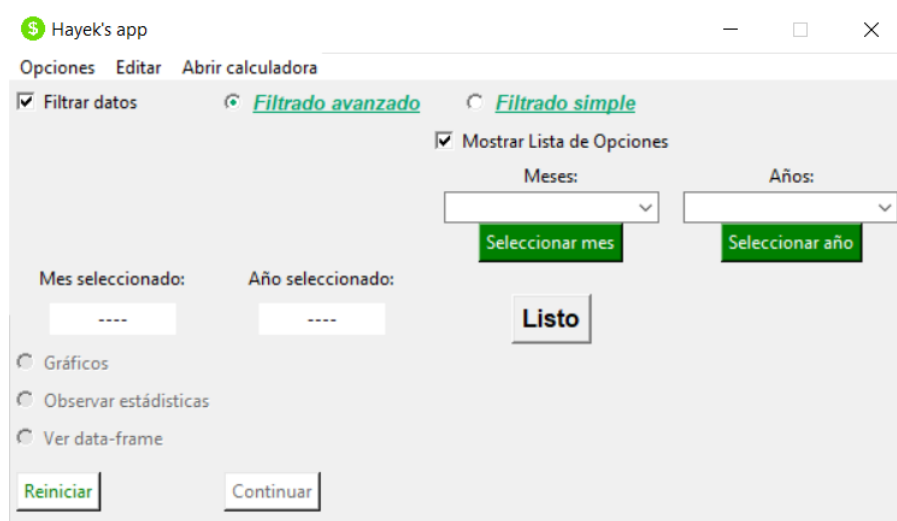 $ Hayek's app
Opciones Editar Abrir calculadora
Filtrar datos Filtrado avanzado Filtrado simple
Mostrar Lista de Opciones
Meses: Años:
Seleccionar mes Seleccionar año
Mes seleccionado: Año seleccionado:
---- ---- Listo
Gráficos
Observar estádisticas
Ver data-frame
Reiniciar Continuar